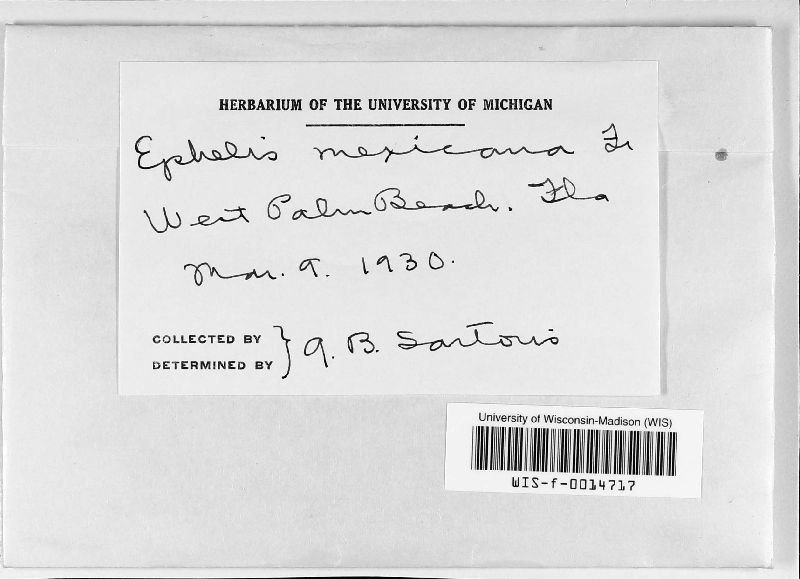 HERBARIUM OF THE UNIVERSITY OF MICHIGAN
Ephelis mexicana Fr
West Palm Beach. Fla
Mar. 9. 1930.
COLLECTED BY
DETERMINED BY } G. B. Sartoris
University of Wisconsin-Madison (WIS)
WIS-f-0014717